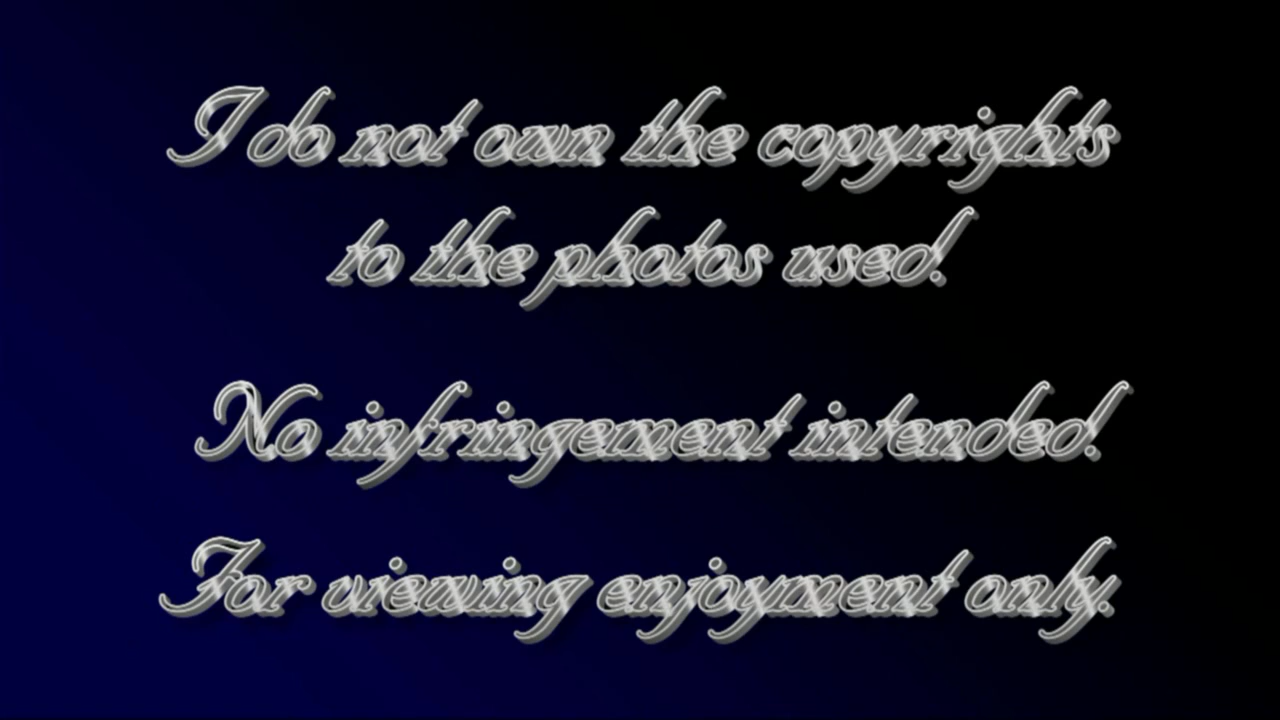 I do not own the copyrights
to the photos used.
No infringement intended.
For viewing enjoyment only.